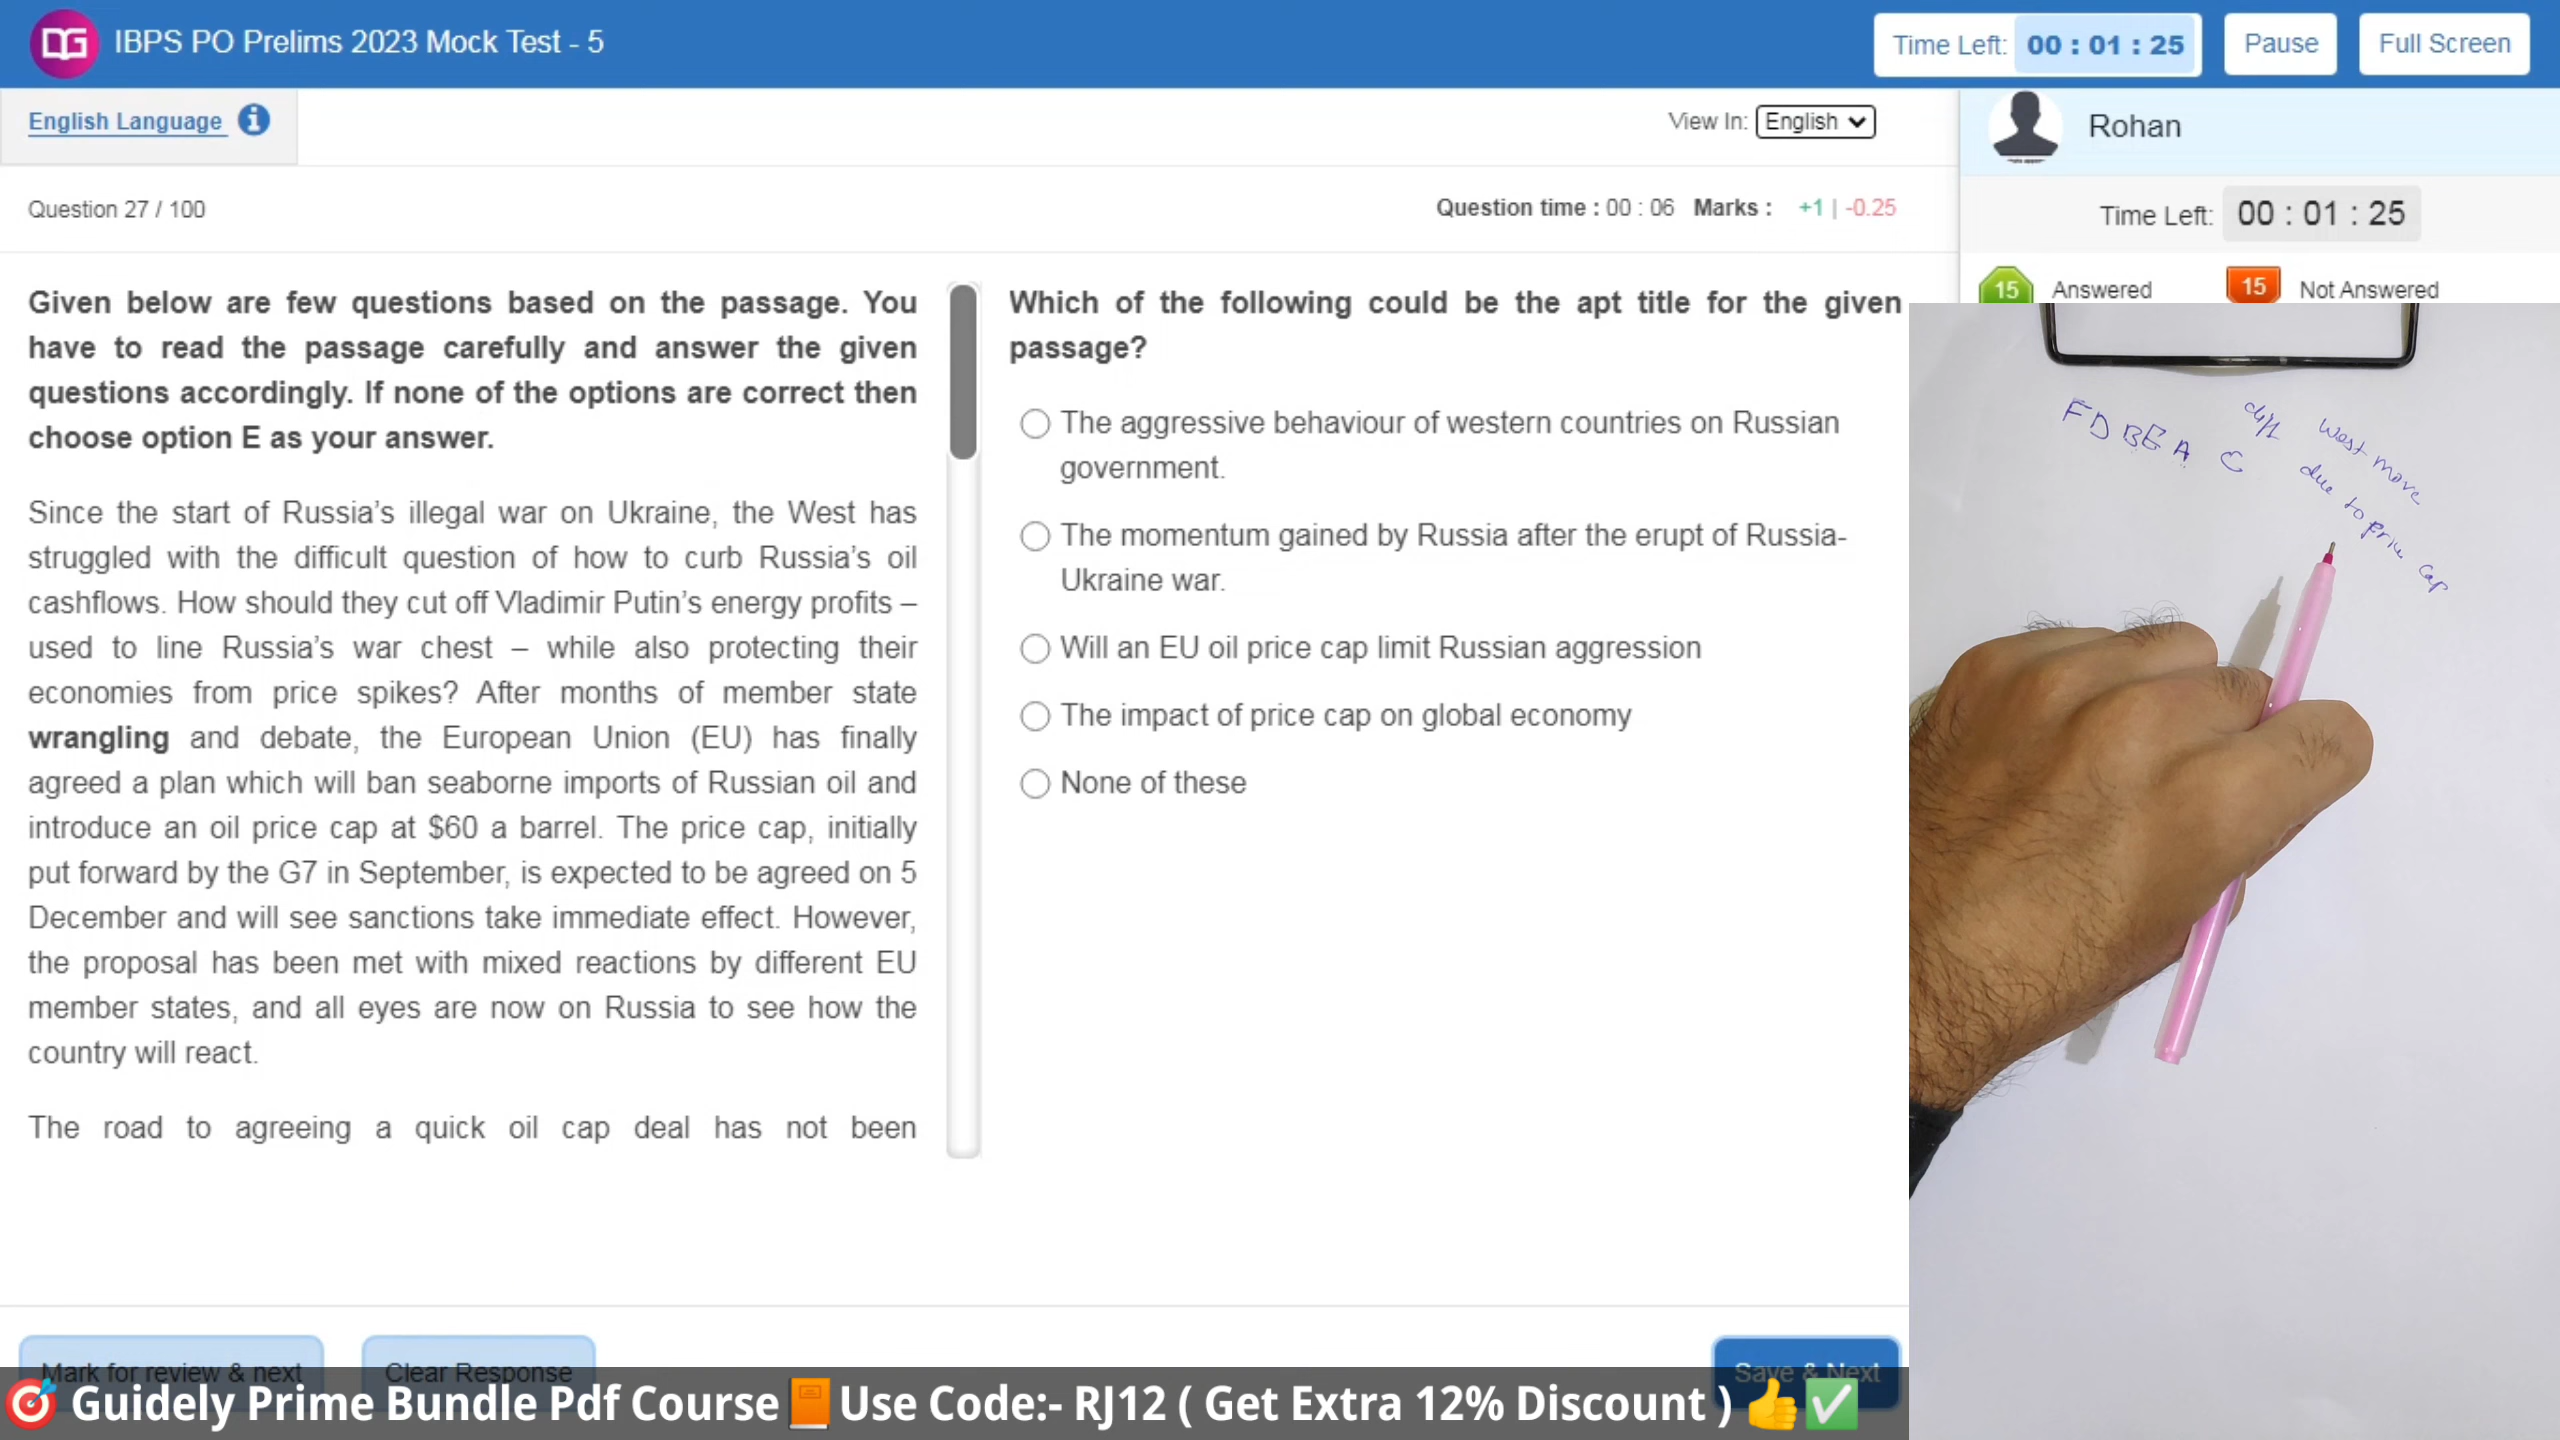 IBPS PO Prelims 2023 Mock Test - 5
Time Left: 00 : 01 : 25
Pause
Full Screen
English Language
View In: English
Rohan
Question 27 / 100
Question time : 00 : 06 Marks : +1 | -0.25
Time Left: 00 : 01 : 25
15 Answered
15 Not Answered
Given below are few questions based on the passage. You
have to read the passage carefully and answer the given
questions accordingly. If none of the options are correct then
choose option E as your answer.
Since the start of Russia’s illegal war on Ukraine, the West has
struggled with the difficult question of how to curb Russia’s oil
cashflows. How should they cut off Vladimir Putin’s energy profits –
used to line Russia’s war chest – while also protecting their
economies from price spikes? After months of member state
wrangling and debate, the European Union (EU) has finally
agreed a plan which will ban seaborne imports of Russian oil and
introduce an oil price cap at $60 a barrel. The price cap, initially
put forward by the G7 in September, is expected to be agreed on 5
December and will see sanctions take immediate effect. However,
the proposal has been met with mixed reactions by different EU
member states, and all eyes are now on Russia to see how the
country will react.
The road to agreeing a quick oil cap deal has not been
Which of the following could be the apt title for the given
passage?
The aggressive behaviour of western countries on Russian
government.
The momentum gained by Russia after the erupt of Russia-
Ukraine war.
Will an EU oil price cap limit Russian aggression
The impact of price cap on global economy
None of these
FDBEA C
diff
West move
due to price cap
Mark for review & next
Clear Response
Save & Next
Guidely Prime Bundle Pdf Course Use Code:- RJ12 ( Get Extra 12% Discount )